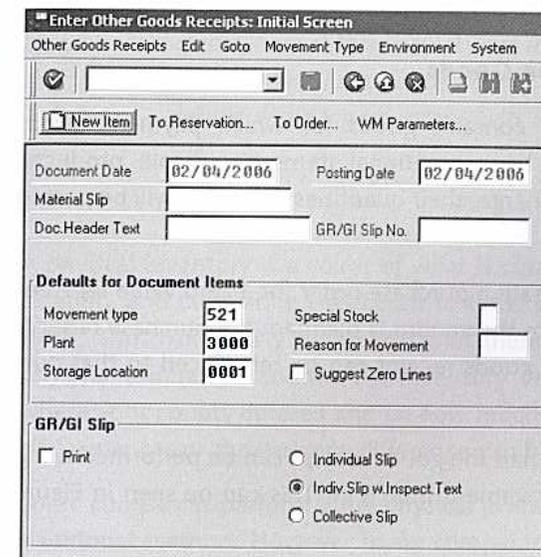 Enter Other Goods Receipts: Initial Screen
Other Goods Receipts Edit Goto Movement Type Environment System
New Item To Reservation... To Order... WM Parameters...
Document Date 02/04/2006 Posting Date 02/04/2006
Material Slip
Doc.Header Text GR/GI Slip No.
Defaults for Document Items
Movement type 521 Special Stock
Plant 3000 Reason for Movement
Storage Location 0001 Suggest Zero Lines
GR/GI Slip
Print Individual Slip
Indiv.Slip w.Inspect.Text
Collective Slip